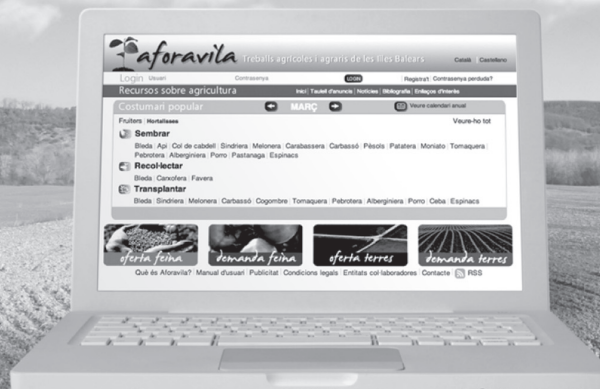 aforavila Treballs agrícoles i agraris de les Illes Balears Català | Castellano
Login Usuari Contrasenya LOGIN Registra't | Contrasenya perduda?
Recursos sobre agricultura Inici | Taulell d'anuncis | Notícies | Bibliografia | Enllaços d'interès
Costumari popular MARÇ Veure calendari anual
Fruiters | Hortalisses Veure-ho tot
Sembrar
Bleda | Api | Col de cabdell | Síndriera | Melonera | Carabassera | Carbassó | Pèsols | Patatera | Moniato | Tomaquera |
Pebrotera | Alberginiera | Porro | Pastanaga | Espinacs
Recol·lectar
Bleda | Carxofera | Favera
Transplantar
Bleda | Síndriera | Melonera | Carbassó | Cogombre | Tomaquera | Pebrotera | Alberginiera | Porro | Ceba | Espinacs
oferta feina demanda feina oferta terres demanda terres
Què és Aforavila? | Manual d'usuari | Publicitat | Condicions legals | Entitats col·laboradores | Contacte RSS